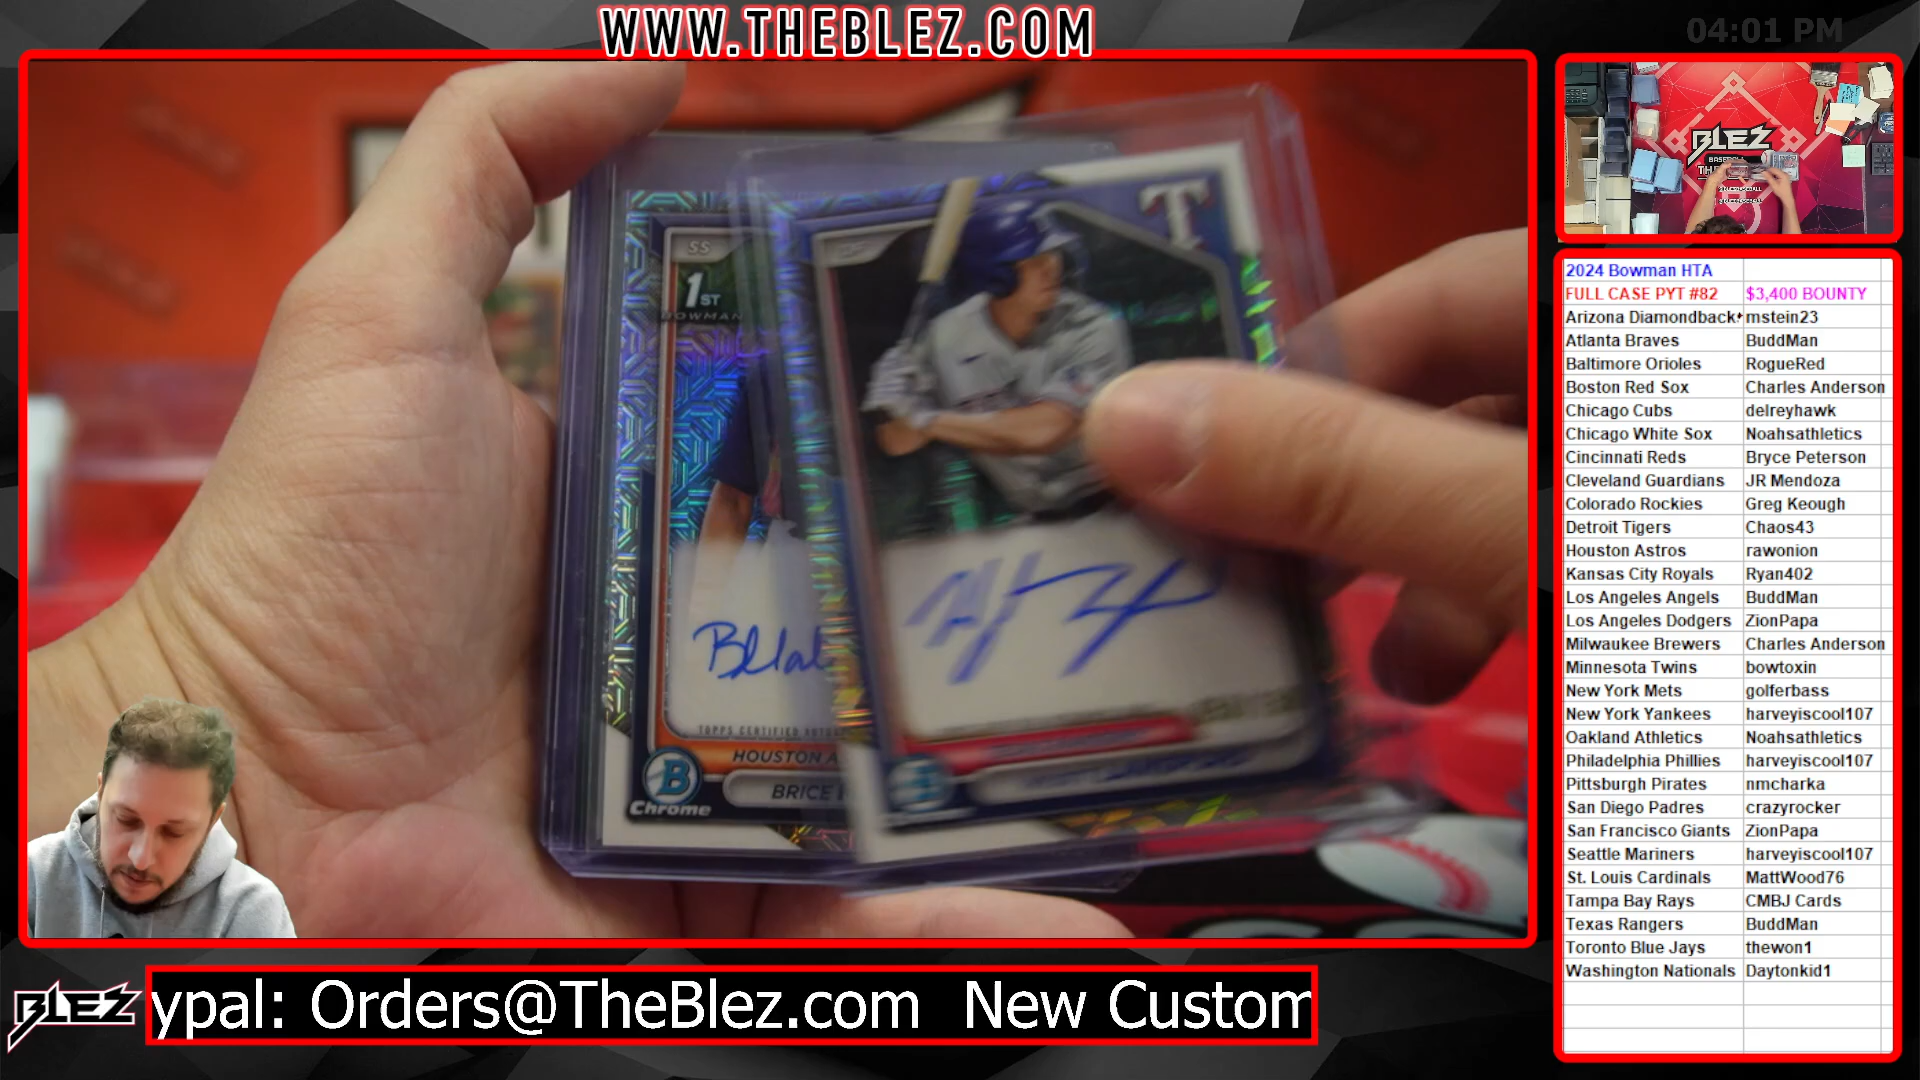 WWW.THEBLEZ.COM
04:01 PM
SS
1ST
BOWMAN
T
TOPPS CERTIFIED
HOUSTON
BRICE
B
Chrome
BLEZ
2024 Bowman HTA
FULL CASE PYT #82 $3,400 BOUNTY
Arizona Diamondback mstein23
Atlanta Braves BuddMan
Baltimore Orioles RogueRed
Boston Red Sox Charles Anderson
Chicago Cubs delreyhawk
Chicago White Sox Noahsathletics
Cincinnati Reds Bryce Peterson
Cleveland Guardians JR Mendoza
Colorado Rockies Greg Keough
Detroit Tigers Chaos43
Houston Astros rawonion
Kansas City Royals Ryan402
Los Angeles Angels BuddMan
Los Angeles Dodgers ZionPapa
Milwaukee Brewers Charles Anderson
Minnesota Twins bowtoxin
New York Mets golferbass
New York Yankees harveyiscool107
Oakland Athletics Noahsathletics
Philadelphia Phillies harveyiscool107
Pittsburgh Pirates nmcharka
San Diego Padres crazyrocker
San Francisco Giants ZionPapa
Seattle Mariners harveyiscool107
St. Louis Cardinals MattWood76
Tampa Bay Rays CMBJ Cards
Texas Rangers BuddMan
Toronto Blue Jays thewon1
Washington Nationals Daytonkid1
BLEZ
ypal: Orders@TheBlez.com New Custom